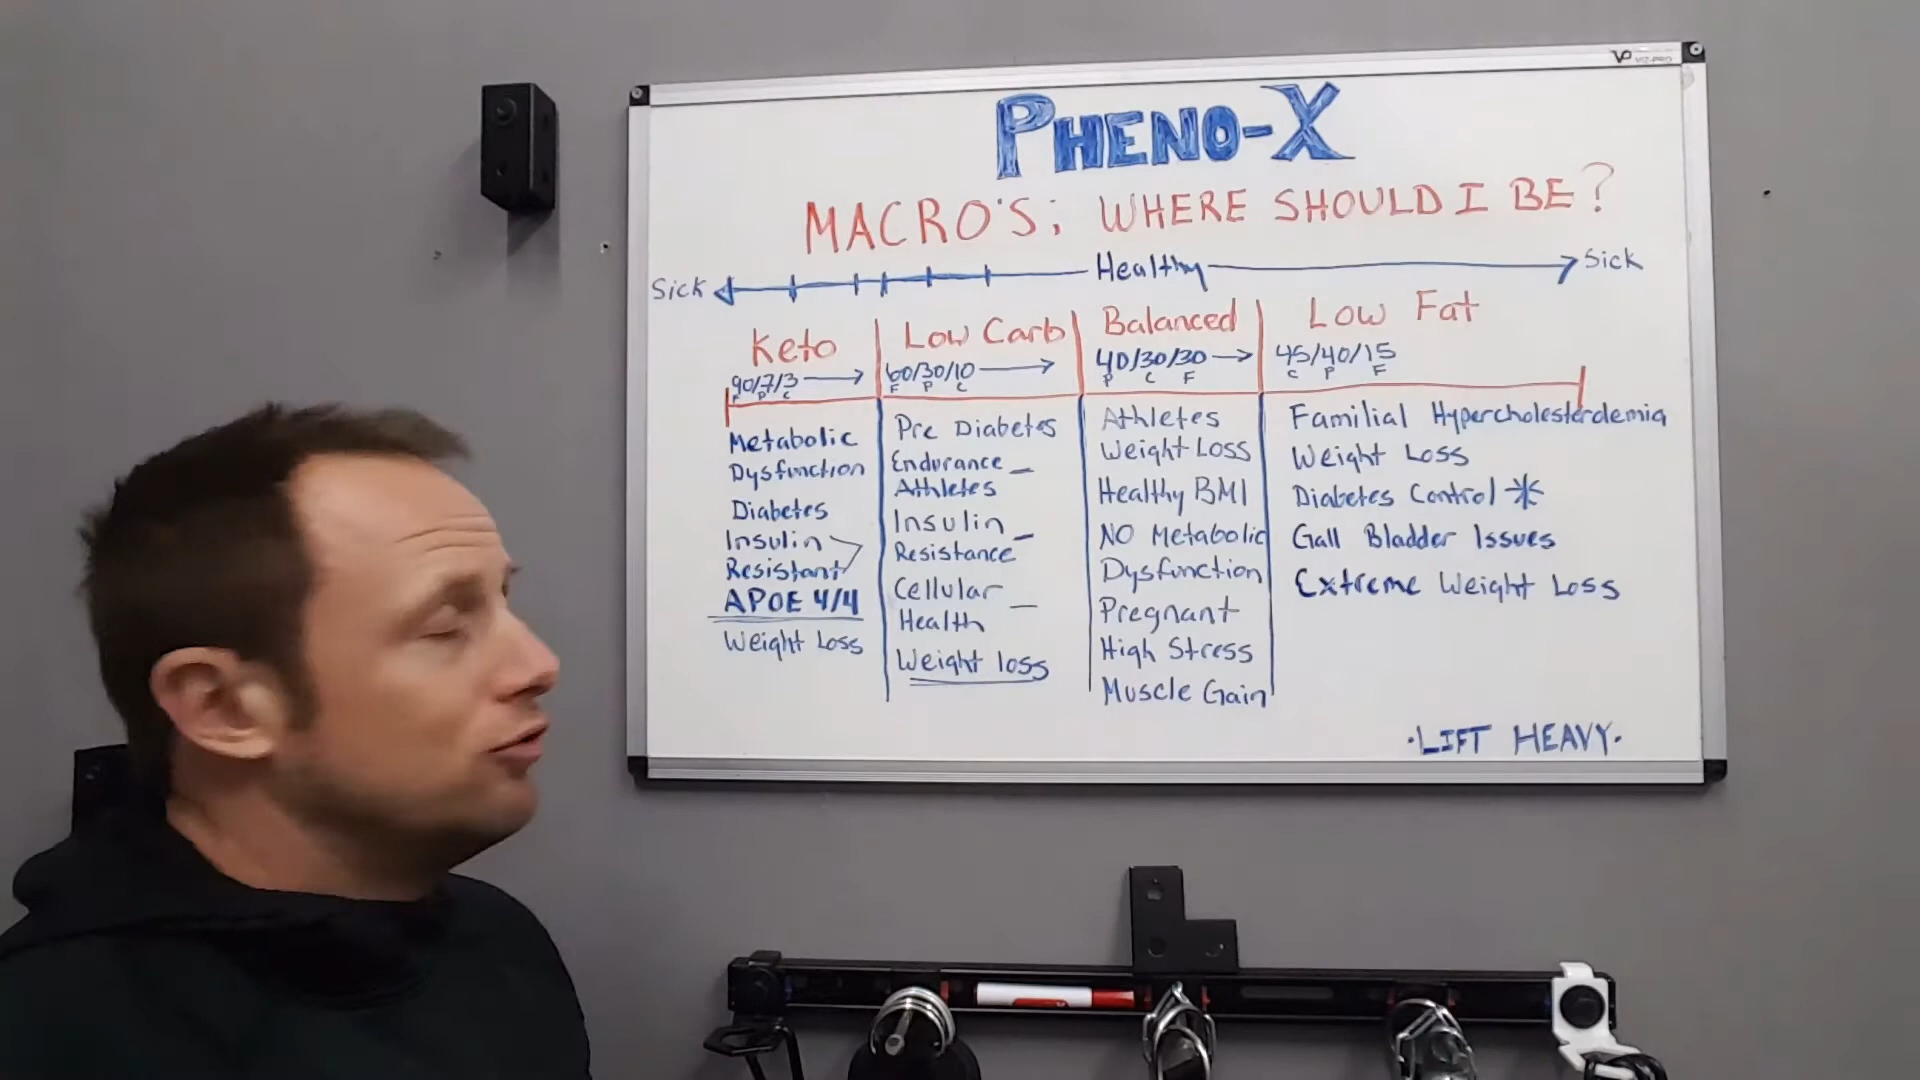 VIZ-PRO
PHENO-X
MACRO'S; WHERE SHOULD I BE?
Sick Healthy Sick
Keto
90/7/3
F P C
Metabolic
Dysfunction
Diabetes
Insulin
Resistant
APOE 4/4
Weight Loss
Low Carb
60/30/10
F P C
Pre Diabetes
Endurance
Athletes
Insulin
Resistance
Cellular
Health
Weight loss
Balanced
40/30/30
P C F
Athletes
Weight Loss
Healthy BMI
NO Metabolic
Dysfunction
Pregnant
High Stress
Muscle Gain
Low Fat
45/40/15
C P F
Familial Hypercholesterolemia
Weight Loss
Diabetes Control *
Gall Bladder Issues
Extreme Weight Loss
·LIFT HEAVY·